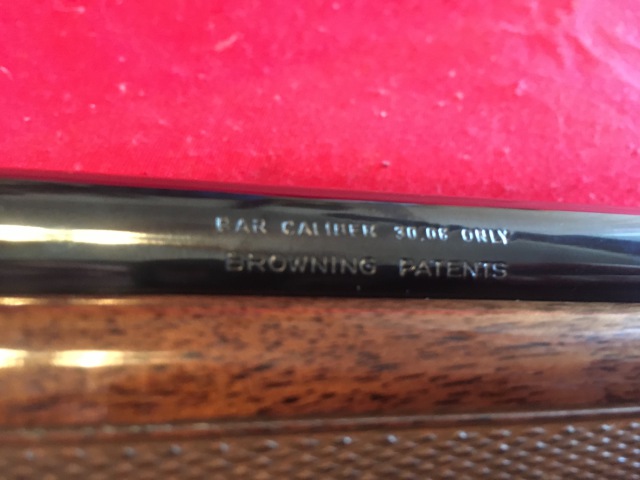 BAR CALIBER 30.06 ONLY
BROWNING PATENTS